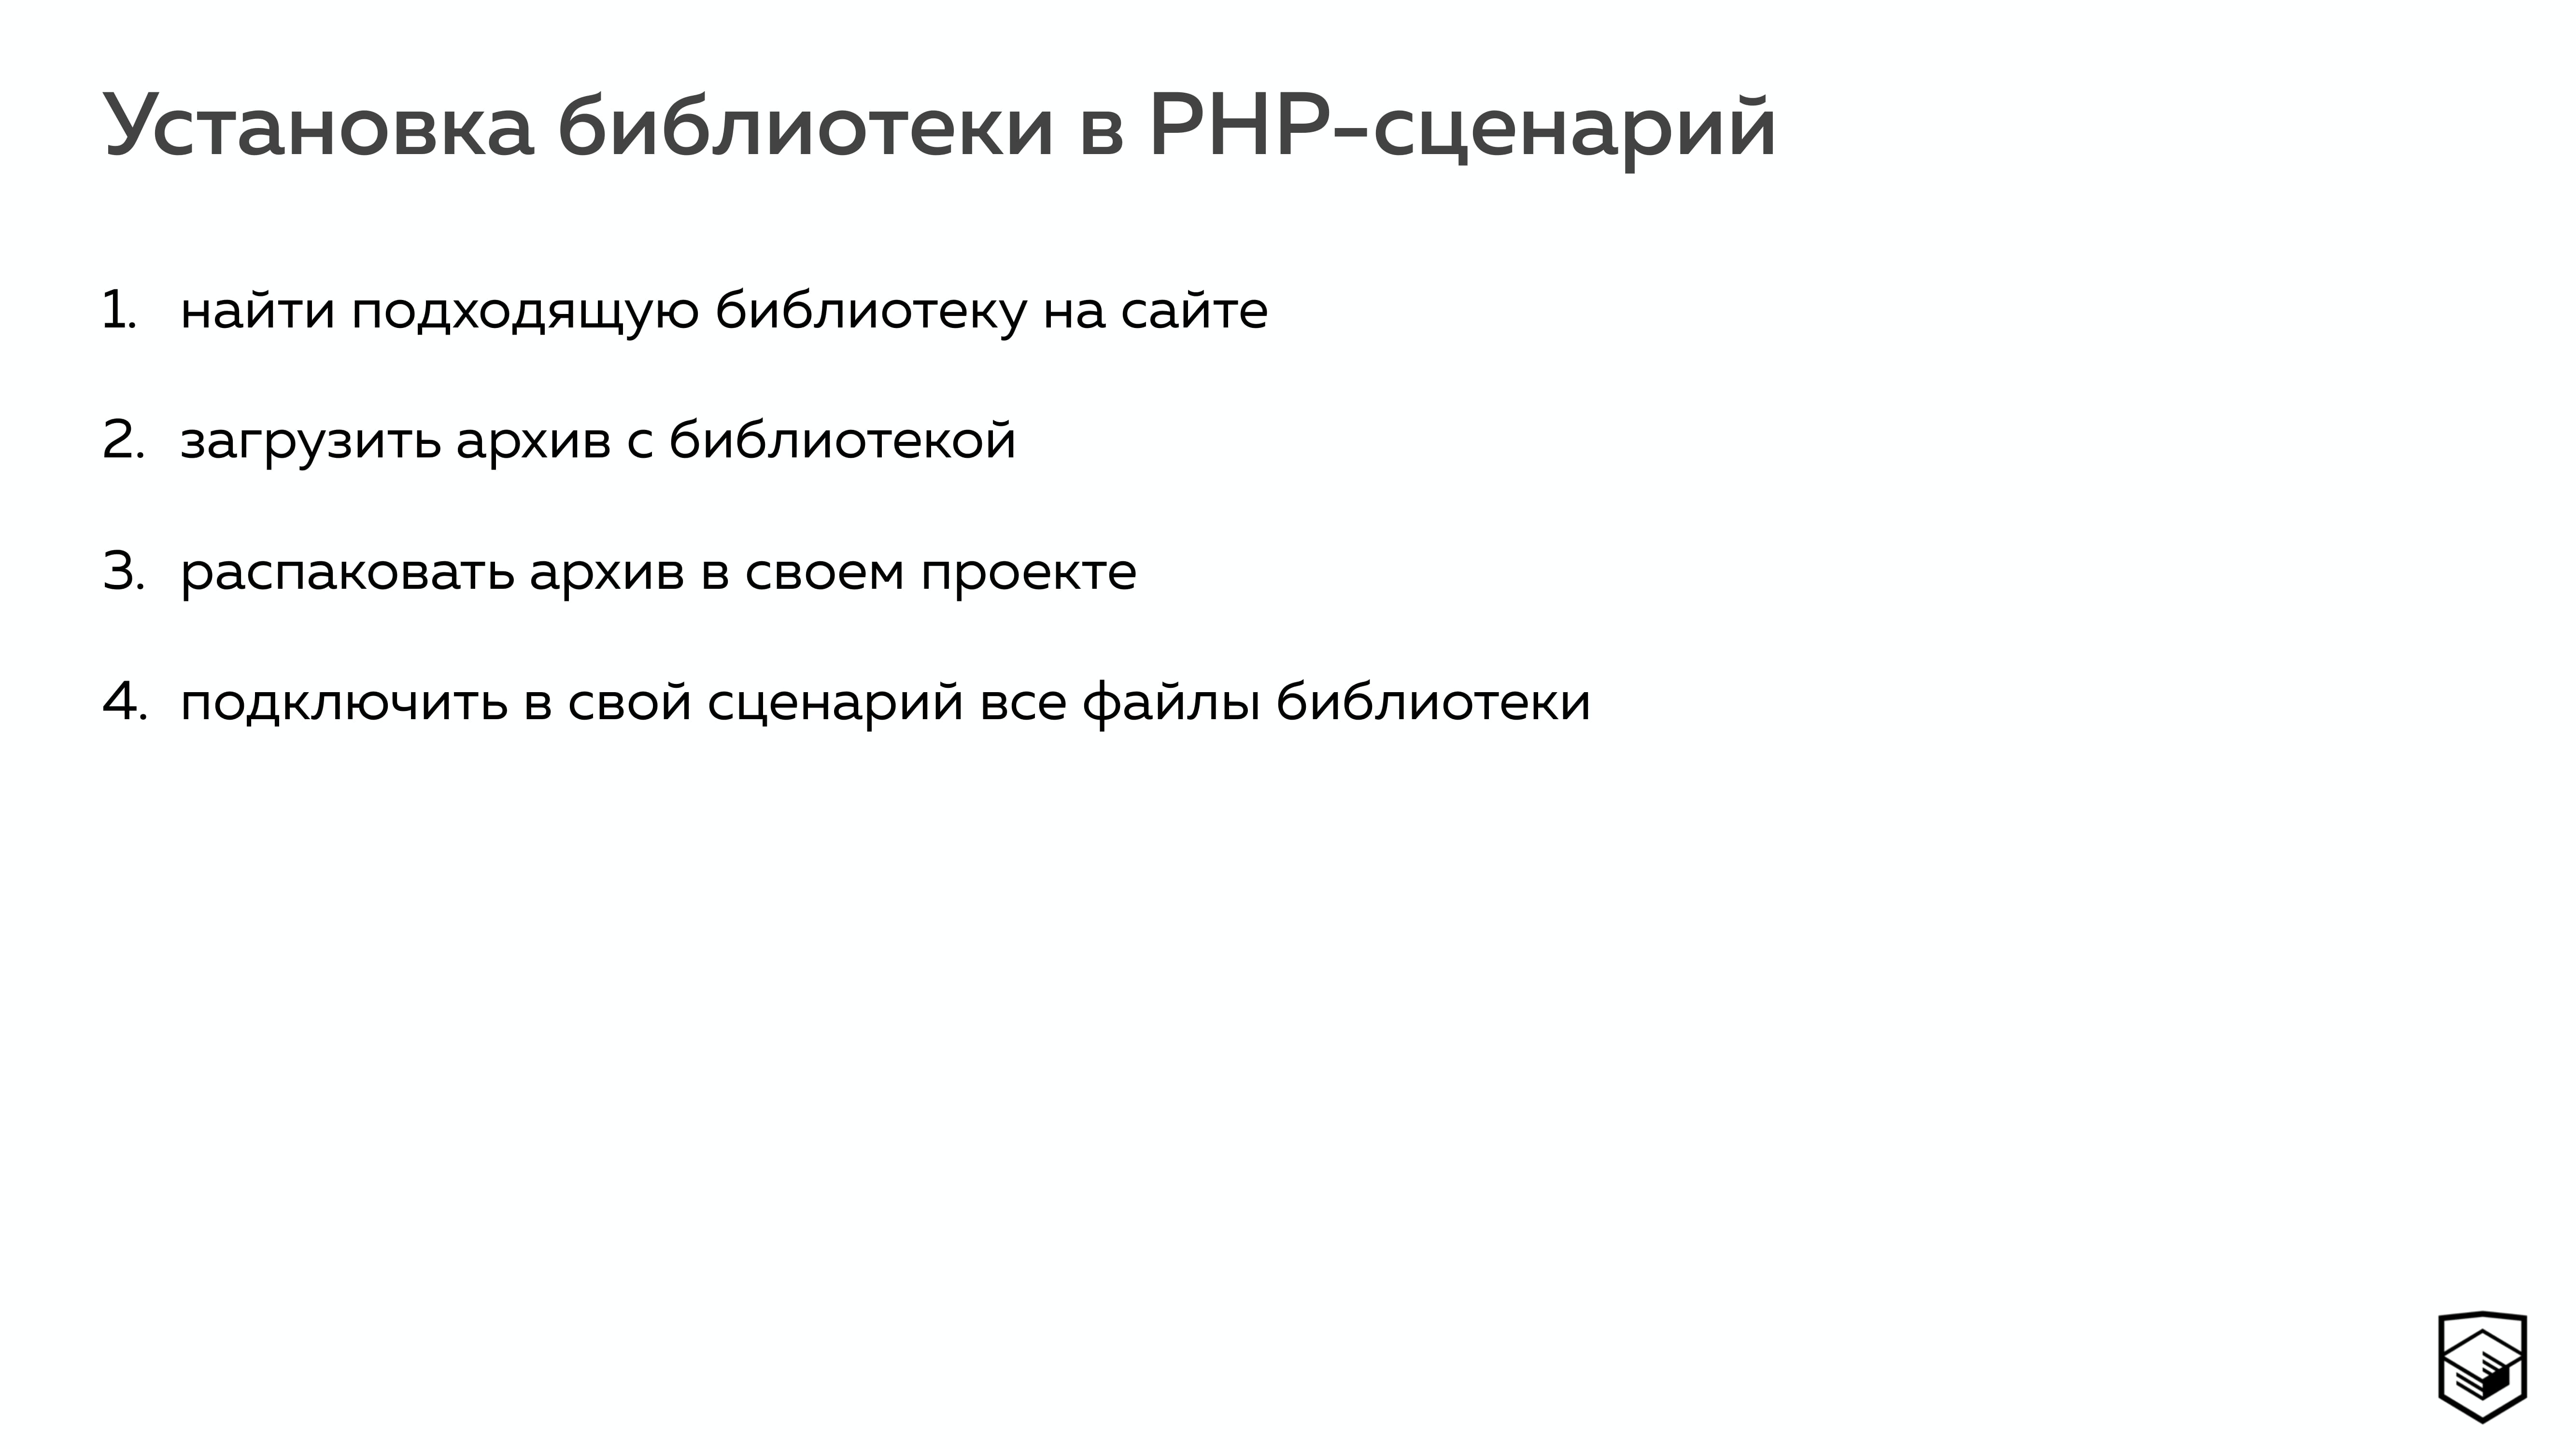 Установка библиотеки в PHP-сценарий
1. найти подходящую библиотеку на сайте
2. загрузить архив с библиотекой
3. распаковать архив в своем проекте
4. подключить в свой сценарий все файлы библиотеки